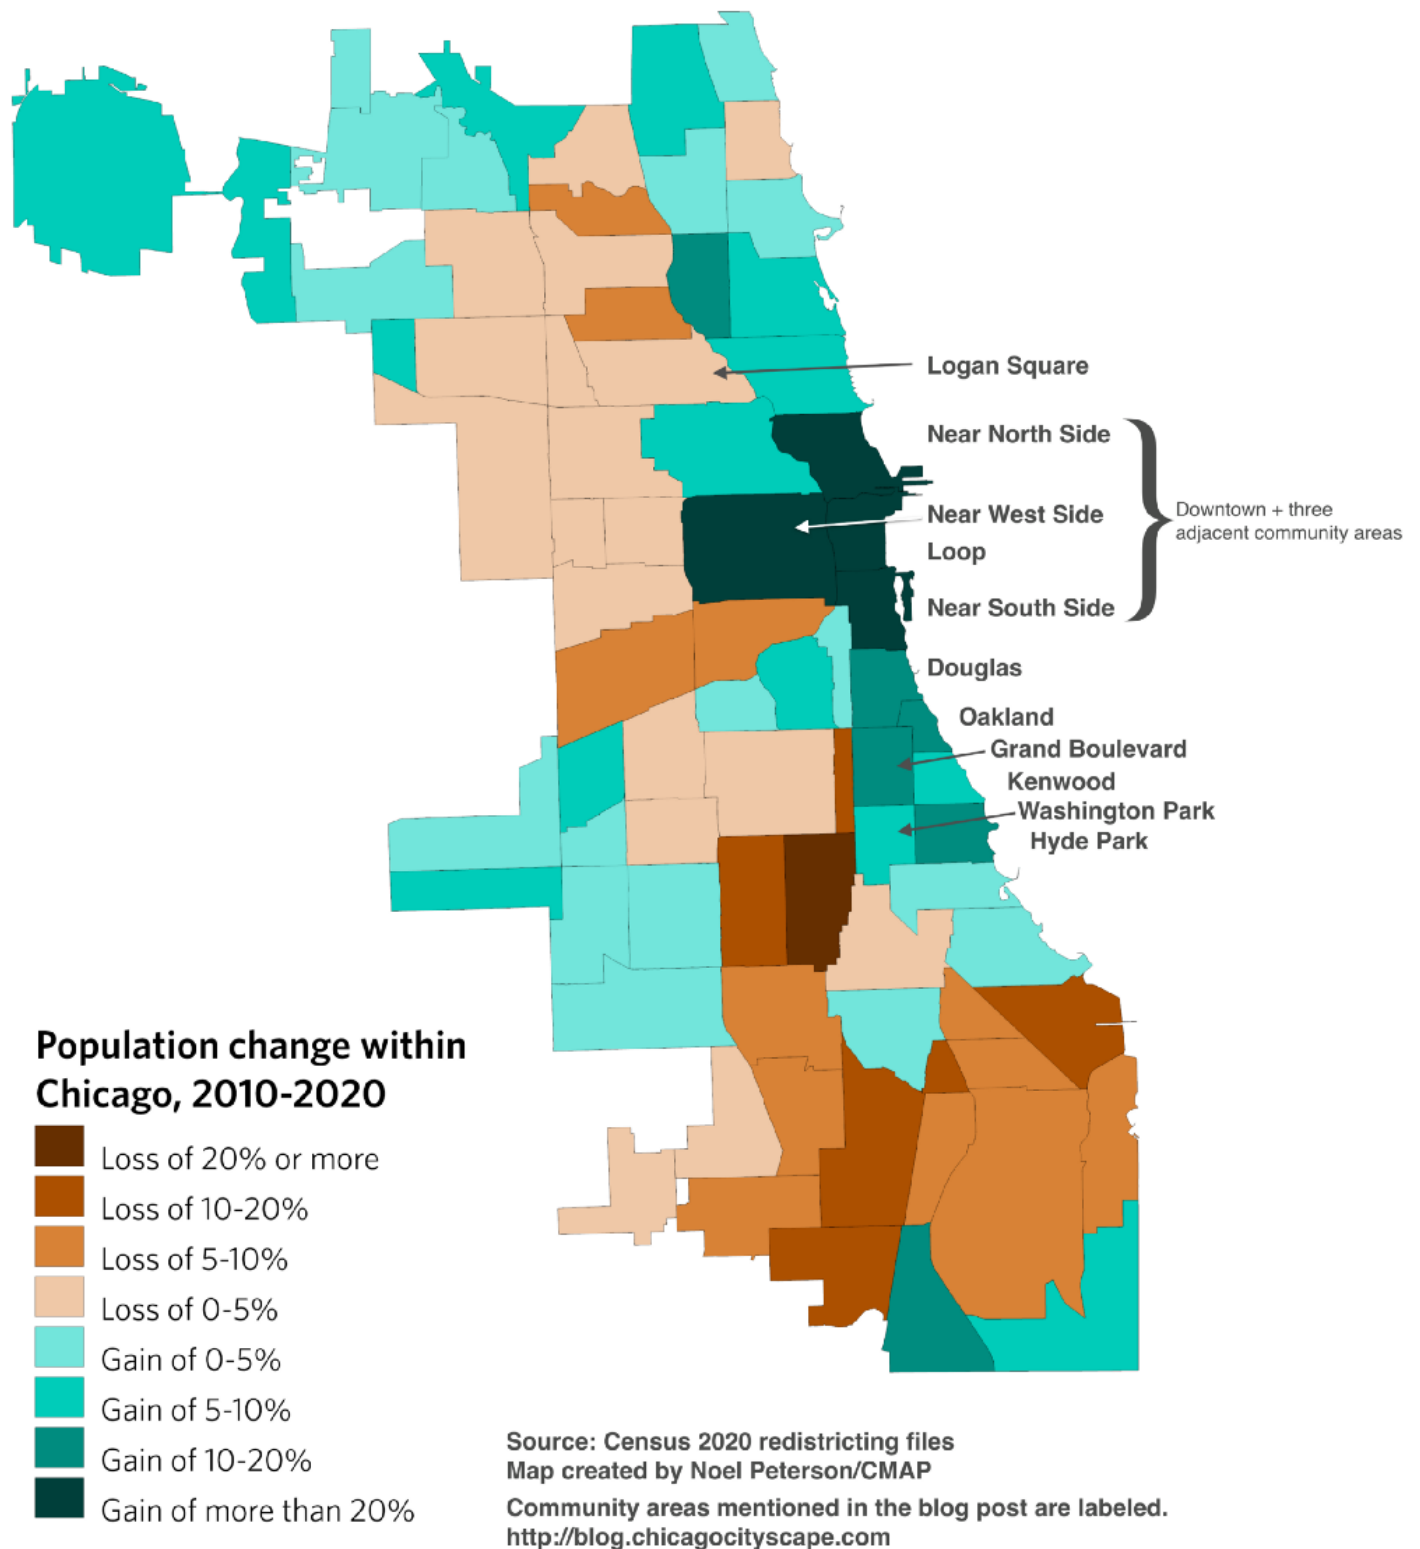 Logan Square
Near North Side
Near West Side
Loop
Near South Side
Downtown + three
adjacent community areas
Douglas
Oakland
Grand Boulevard
Kenwood
Washington Park
Hyde Park
Population change within
Chicago, 2010-2020
Loss of 20% or more
Loss of 10-20%
Loss of 5-10%
Loss of 0-5%
Gain of 0-5%
Gain of 5-10%
Gain of 10-20%
Gain of more than 20%
Source: Census 2020 redistricting files
Map created by Noel Peterson/CMAP
Community areas mentioned in the blog post are labeled.
http://blog.chicagocityscape.com